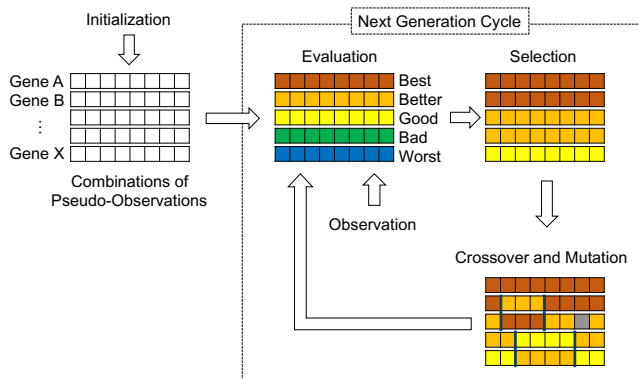 Initialization
Next Generation Cycle
Evaluation
Selection
Gene A
Gene B
⋮
Gene X
Best
Better
Good
Bad
Worst
Combinations of
Pseudo-Observations
Observation
Crossover and Mutation